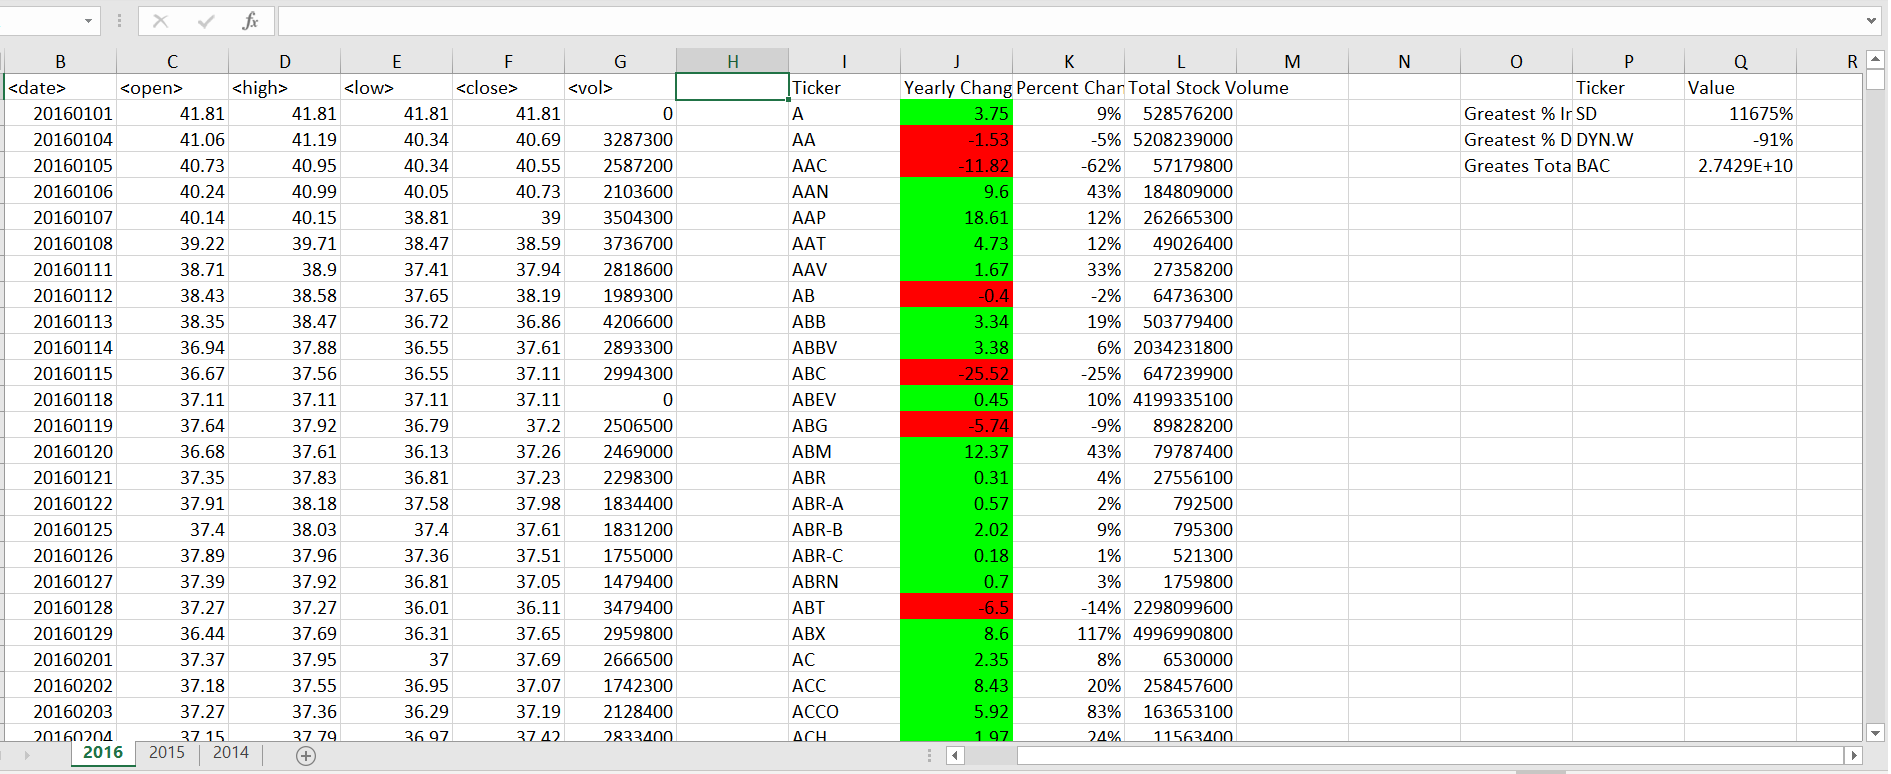 fx
B C D E F G H I J K L M N O P Q R
<date> <open> <high> <low> <close> <vol> Ticker Yearly Chang Percent Char Total Stock Volume Ticker Value
20160101 41.81 41.81 41.81 41.81 0 A 3.75 9% 528576200 Greatest % Ir SD 11675%
20160104 41.06 41.19 40.34 40.69 3287300 AA -1.53 -5% 5208239000 Greatest % D DYN.W -91%
20160105 40.73 40.95 40.34 40.55 2587200 AAC -11.82 -62% 57179800 Greates Tota BAC 2.7429E+10
20160106 40.24 40.99 40.05 40.73 2103600 AAN 9.6 43% 184809000
20160107 40.14 40.15 38.81 39 3504300 AAP 18.61 12% 262665300
20160108 39.22 39.71 38.47 38.59 3736700 AAT 4.73 12% 49026400
20160111 38.71 38.9 37.41 37.94 2818600 AAV 1.67 33% 27358200
20160112 38.43 38.58 37.65 38.19 1989300 AB -0.4 -2% 64736300
20160113 38.35 38.47 36.72 36.86 4206600 ABB 3.34 19% 503779400
20160114 36.94 37.88 36.55 37.61 2893300 ABBV 3.38 6% 2034231800
20160115 36.67 37.56 36.55 37.11 2994300 ABC -25.52 -25% 647239900
20160118 37.11 37.11 37.11 37.11 0 ABEV 0.45 10% 4199335100
20160119 37.64 37.92 36.79 37.2 2506500 ABG -5.74 -9% 89828200
20160120 36.68 37.61 36.13 37.26 2469000 ABM 12.37 43% 79787400
20160121 37.35 37.83 36.81 37.23 2298300 ABR 0.31 4% 27556100
20160122 37.91 38.18 37.58 37.98 1834400 ABR-A 0.57 2% 792500
20160125 37.4 38.03 37.4 37.61 1831200 ABR-B 2.02 9% 795300
20160126 37.89 37.96 37.36 37.51 1755000 ABR-C 0.18 1% 521300
20160127 37.39 37.92 36.81 37.05 1479400 ABRN 0.7 3% 1759800
20160128 37.27 37.27 36.01 36.11 3479400 ABT -6.5 -14% 2298099600
20160129 36.44 37.69 36.31 37.65 2959800 ABX 8.6 117% 4996990800
20160201 37.37 37.95 37 37.69 2666500 AC 2.35 8% 6530000
20160202 37.18 37.55 36.95 37.07 1742300 ACC 8.43 20% 258457600
20160203 37.27 37.36 36.29 37.19 2128400 ACCO 5.92 83% 163653100
20160204 37.15 37.79 36.97 37.42 2833400 ACH 1.97 24% 11563400
2016 2015 2014